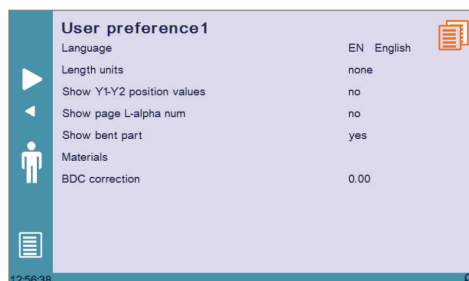 User preference1
Language EN English
Length units none
Show Y1-Y2 position values no
Show page L-alpha num no
Show bent part yes
Materials
BDC correction 0.00
12:56:38